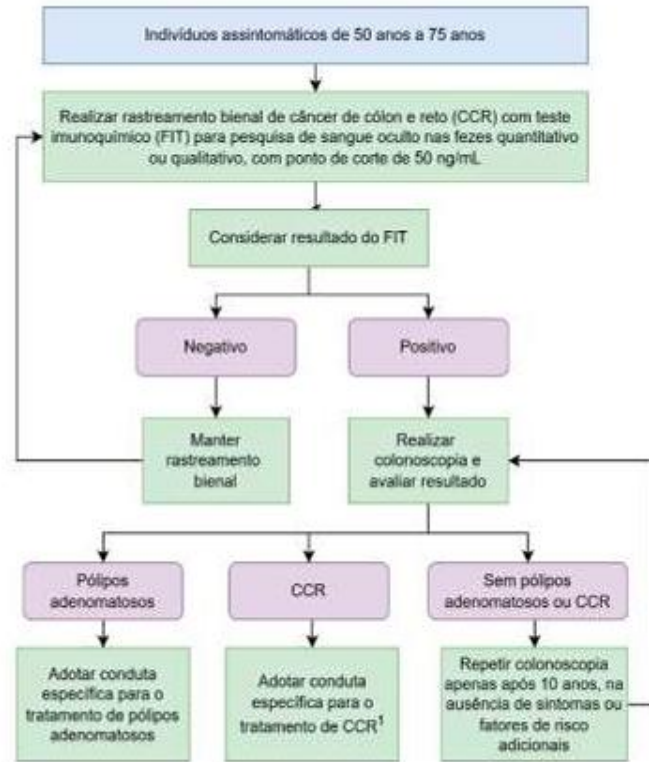 Indivíduos assintomáticos de 50 anos a 75 anos
Realizar rastreamento bienal de câncer de cólon e reto (CCR) com teste
imunoquímico (FIT) para pesquisa de sangue oculto nas fezes quantitativo
ou qualitativo, com ponto de corte de 50 ng/mL
Considerar resultado do FIT
Negativo
Positivo
Manter
rastreamento
bienal
Realizar
colonoscopia e
avaliar resultado
Pólipos
adenomatosos
CCR
Sem pólipos
adenomatosos ou CCR
Adotar conduta
específica para o
tratamento de pólipos
adenomatosos
Adotar conduta
específica para o
tratamento de CCR¹
Repetir colonoscopia
apenas após 10 anos, na
ausência de sintomas ou
fatores de risco
adicionais